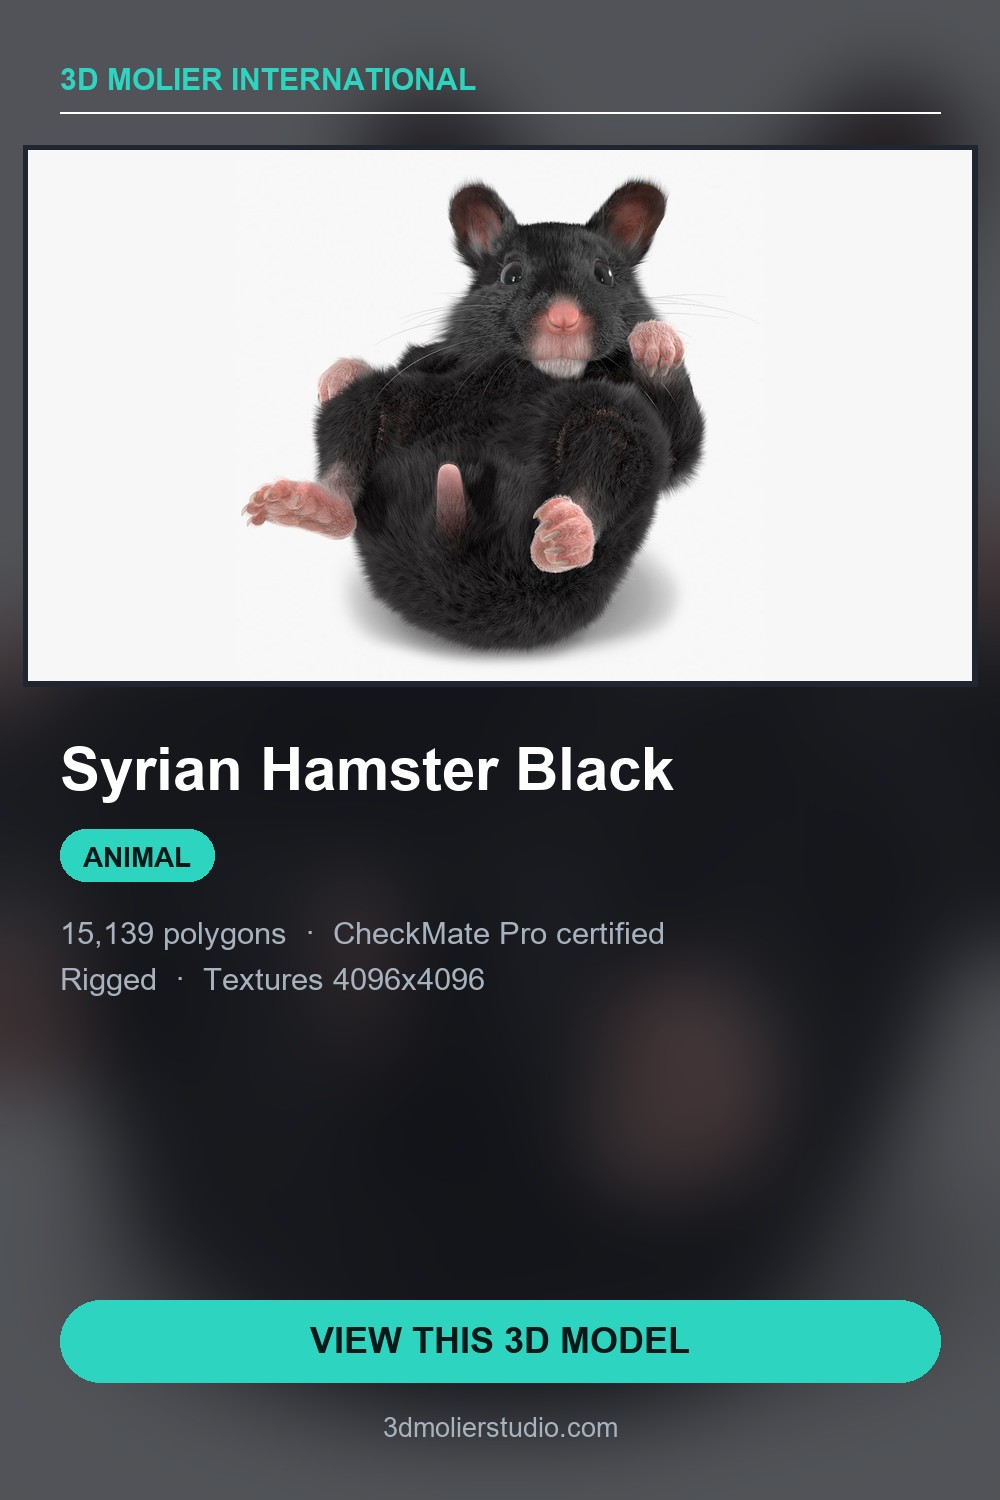 3D MOLIER INTERNATIONAL
Syrian Hamster Black
ANIMAL
15,139 polygons · CheckMate Pro certified
Rigged · Textures 4096x4096
VIEW THIS 3D MODEL
3dmolierstudio.com